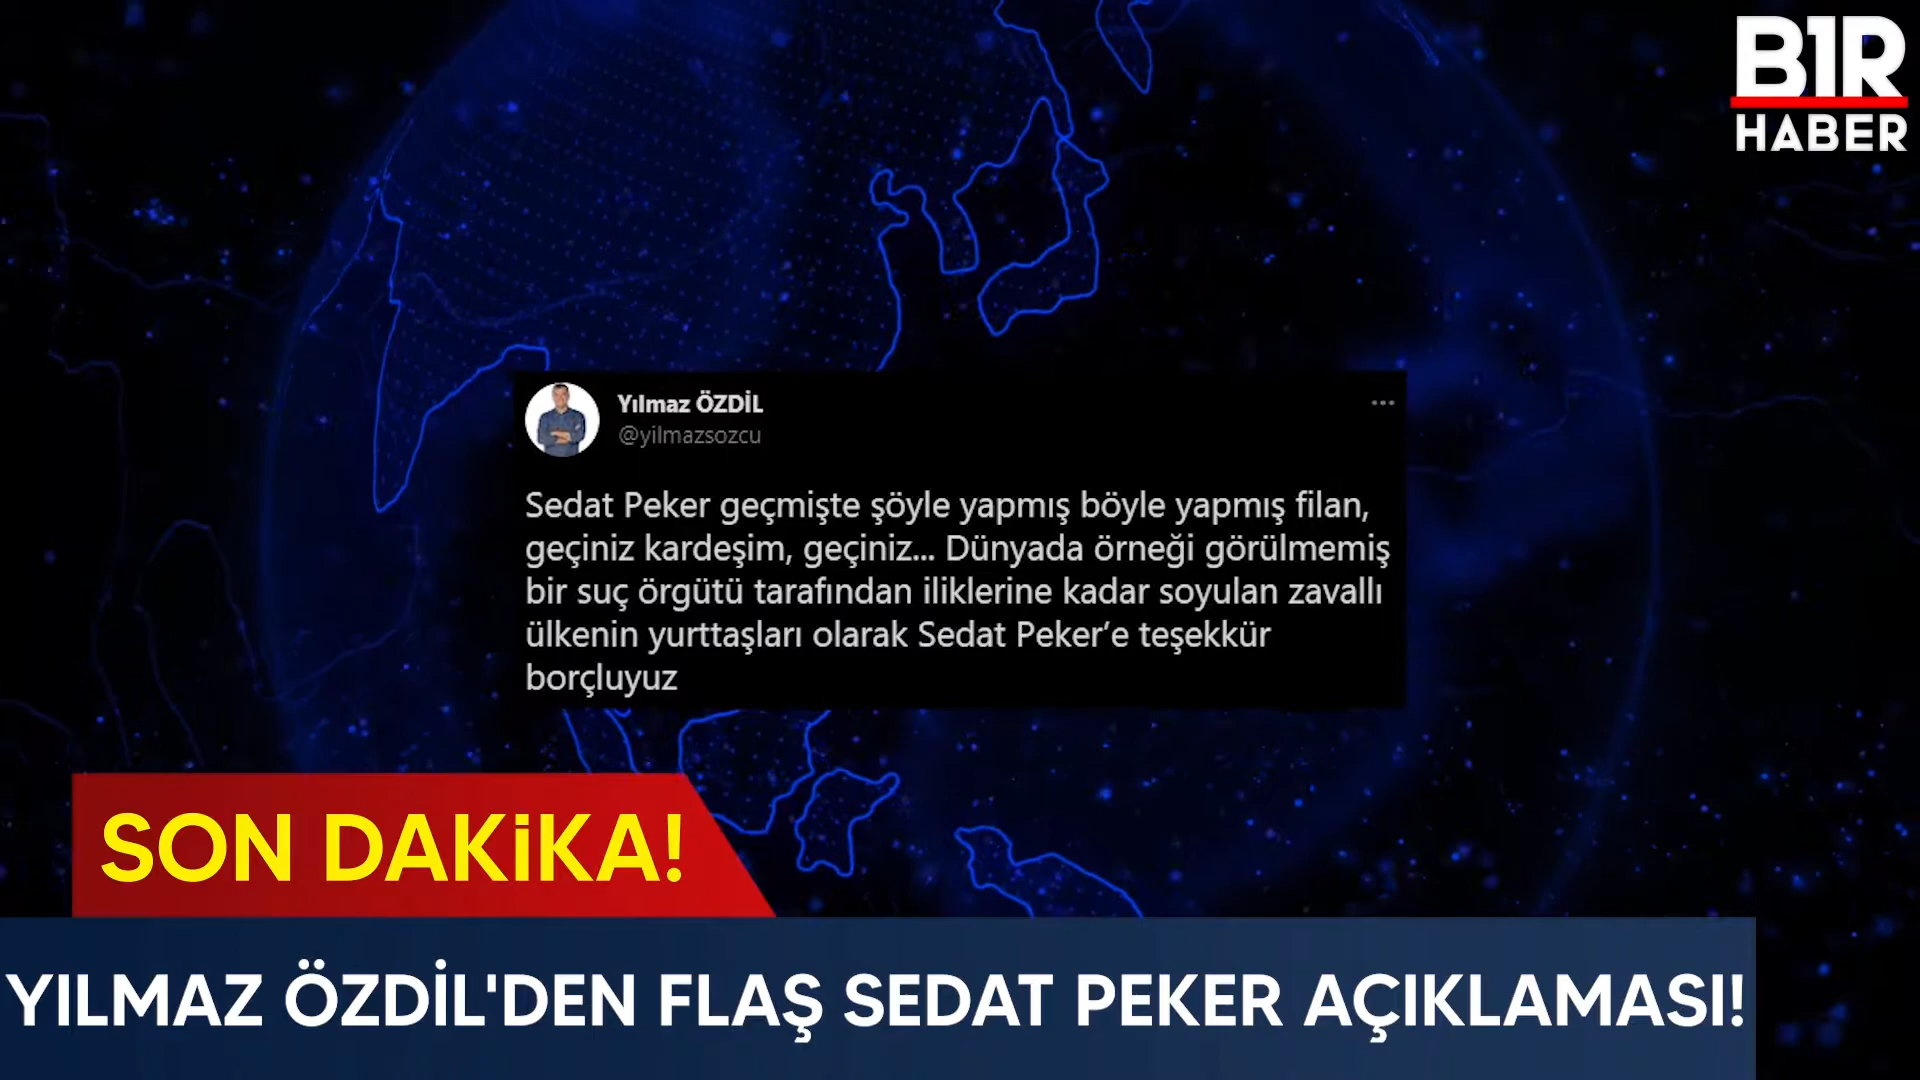 B1R
HABER
Yılmaz ÖZDİL
@yilmazsozcu
Sedat Peker geçmişte şöyle yapmış böyle yapmış filan,
geçiniz kardeşim, geçiniz... Dünyada örneği görülmemiş
bir suç örgütü tarafından iliklerine kadar soyulan zavallı
ülkenin yurttaşları olarak Sedat Peker’e teşekkür
borçluyuz
SON DAKiKA!
YILMAZ ÖZDİL'DEN FLAŞ SEDAT PEKER AÇIKLAMASI!